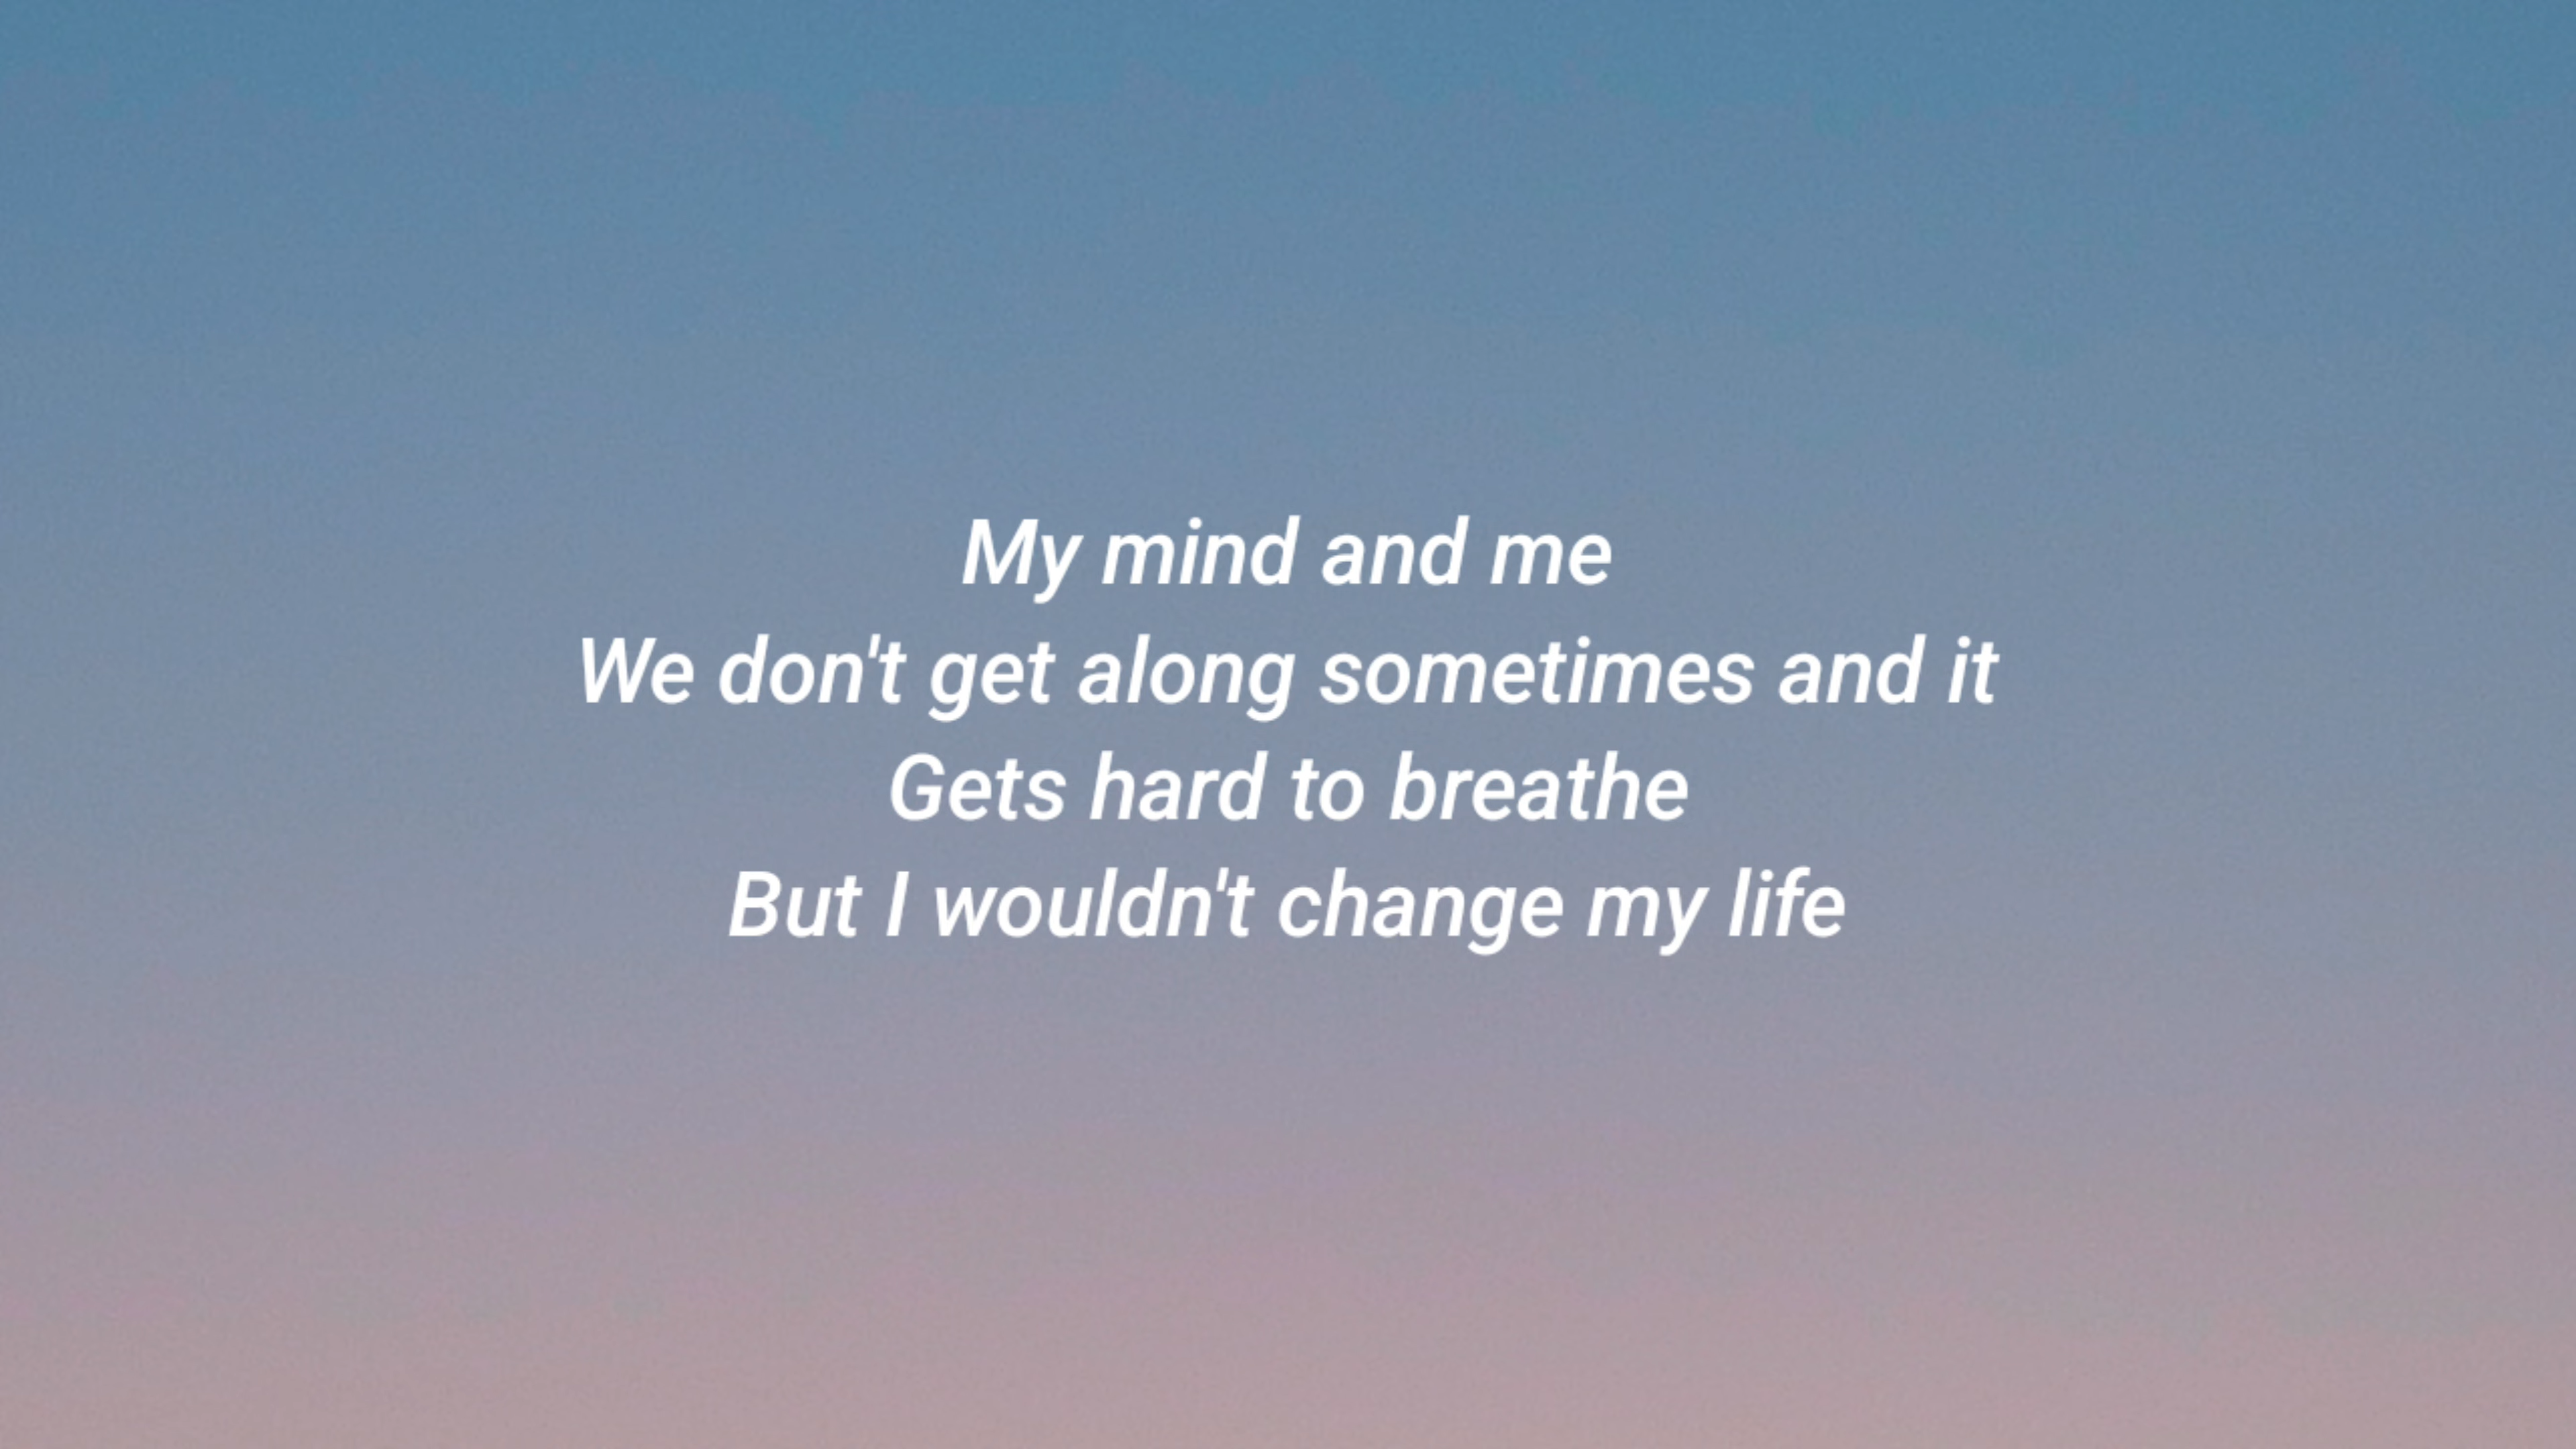 My mind and me
We don't get along sometimes and it
Gets hard to breathe
But I wouldn't change my life